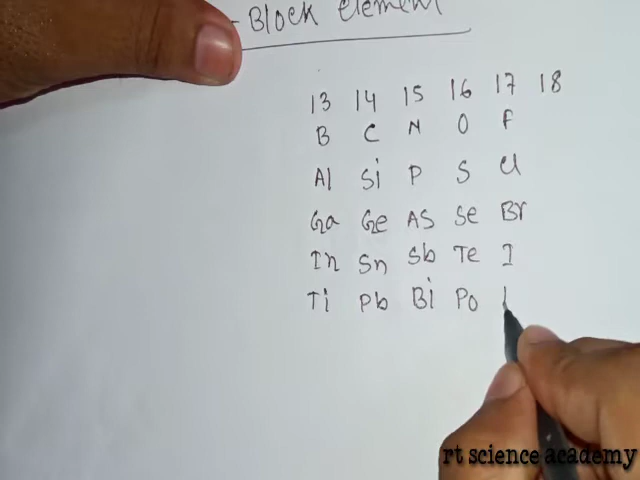 -Block element
13 14 15 16 17 18
B C N O F
Al Si P S Cl
Ga Ge AS Se Br
In Sn Sb Te I
Ti Pb Bi Po
rt science academy